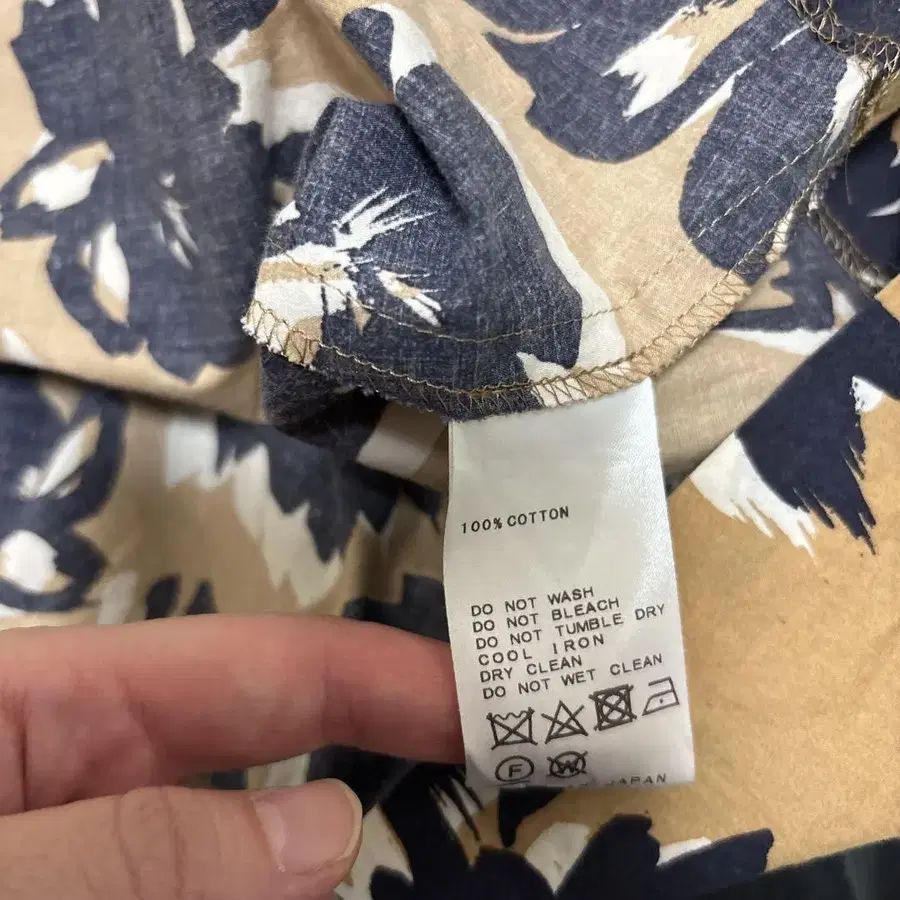 100% COTTON
DO NOT WASH
DO NOT BLEACH
DO NOT TUMBLE DRY
COOL IRON
DRY CLEAN
DO NOT WET CLEAN
F W
JAPAN